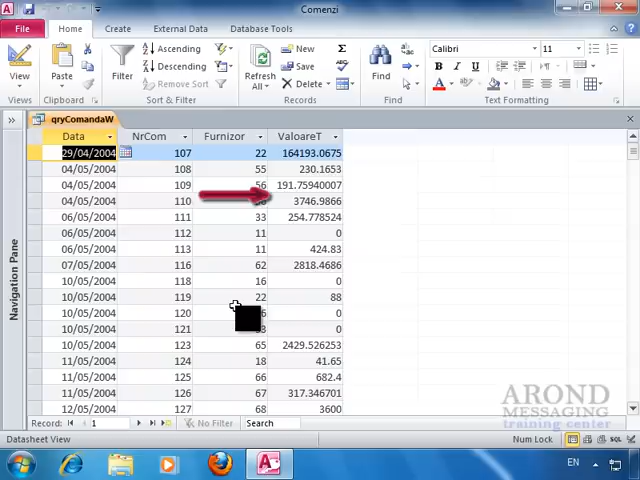 Comenzi
File Home Create External Data Database Tools
View Paste Filter Ascending Descending Remove Sort Refresh All New Save Delete Find
Calibri 11
B I U
Views Clipboard Sort & Filter Records Find Text Formatting
qryComandaW
Data NrCom Furnizor ValoareT
29/04/2004 107 22 164193.0675
04/05/2004 108 55 230.1653
04/05/2004 109 56 191.75940007
04/05/2004 110 3746.9866
06/05/2004 111 33 254.778524
06/05/2004 112 11 0
06/05/2004 113 11 424.83
07/05/2004 116 62 2818.4686
10/05/2004 118 16 0
10/05/2004 119 22 88
10/05/2004 120 6 0
10/05/2004 121 3 0
10/05/2004 123 65 2429.526253
11/05/2004 124 18 41.65
11/05/2004 125 66 682.4
11/05/2004 126 67 317.346701
12/05/2004 127 68 3600
Navigation Pane
AROND
MESSAGING
training center
Record: 1 No Filter Search
Datasheet View Num Lock SQL
EN